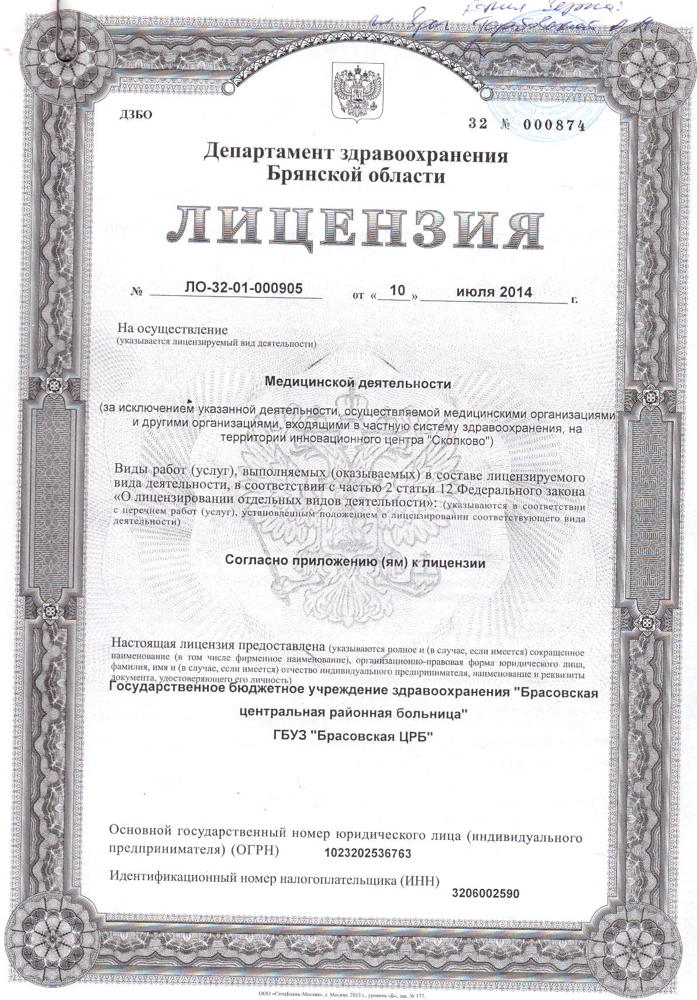 Копия верна:
ДЗБО
32 № 000874
Департамент здравоохранения
Брянской области
ЛИЦЕНЗИЯ
№ ЛО-32-01-000905 от «10» июля 2014 г.
На осуществление
(указывается лицензируемый вид деятельности)
Медицинской деятельности
(за исключением указанной деятельности, осуществляемой медицинскими организациями
и другими организациями, входящими в частную систему здравоохранения, на
территории инновационного центра "Сколково")
Виды работ (услуг), выполняемых (оказываемых) в составе лицензируемого
вида деятельности, в соответствии с частью 2 статьи 12 Федерального закона
«О лицензировании отдельных видов деятельности»: (указываются в соответствии
с перечнем работ (услуг), установленным положением о лицензировании соответствующего вида
деятельности)
Согласно приложению (ям) к лицензии
Настоящая лицензия предоставлена (указываются полное и (в случае, если имеется) сокращенное
наименование (в том числе фирменное наименование), организационно-правовая форма юридического лица,
фамилия, имя и (в случае, если имеется) отчество индивидуального предпринимателя, наименование и реквизиты
документа, удостоверяющего его личность)
Государственное бюджетное учреждение здравоохранения "Брасовская
центральная районная больница"
ГБУЗ "Брасовская ЦРБ"
Основной государственный номер юридического лица (индивидуального
предпринимателя) (ОГРН) 1023202536763
Идентификационный номер налогоплательщика (ИНН)
3206002590
ООО «СпецБланк-Москва», г. Москва, 2013 г., уровень «Б», зак. № 177.